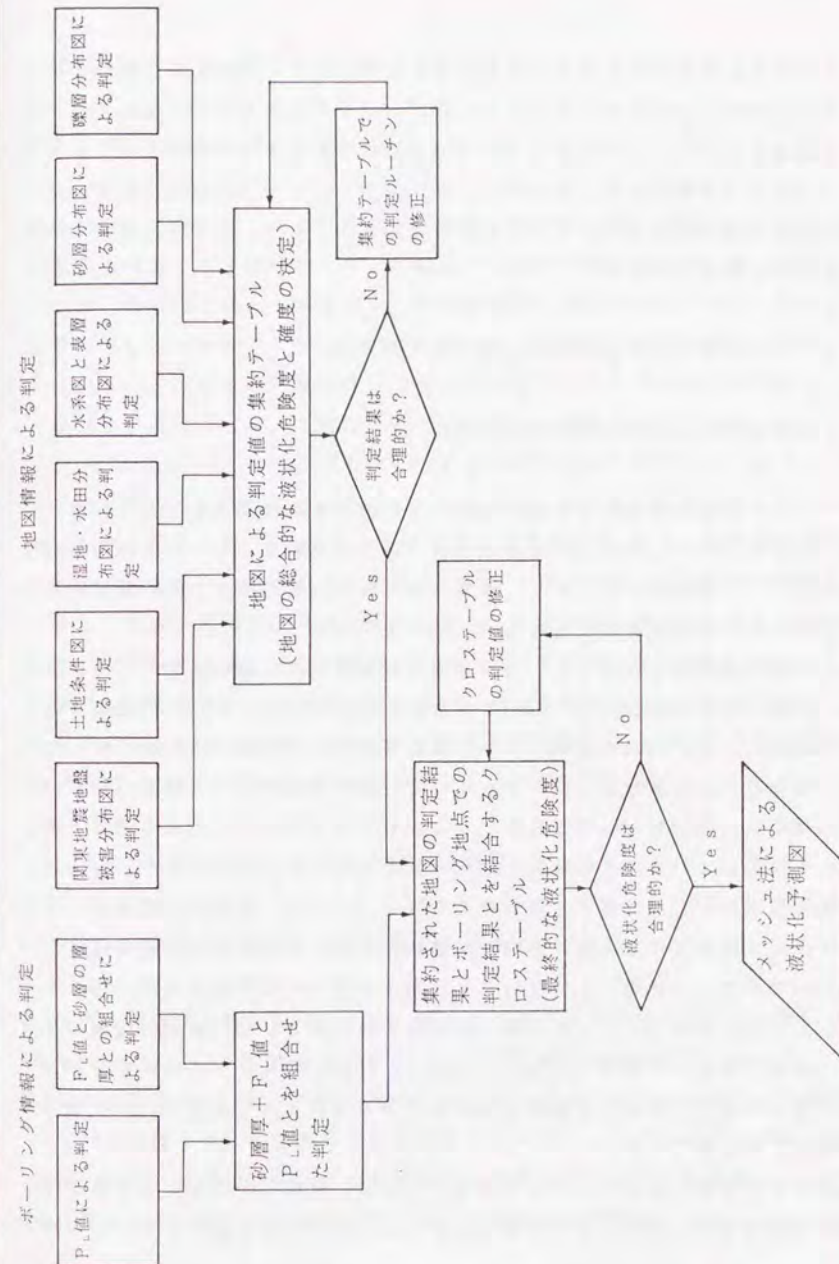 ボーリング情報による判定
地図情報による判定
PL値による判定
FL値と砂層の層
厚との組合せに
よる判定
関東地震地盤
被害分布図に
よる判定
土地条件図に
よる判定
湿地・水田分
布図による判
定
水系図と表層
分布図による
判定
砂層分布図に
よる判定
礫層分布図に
よる判定
砂層厚+FL値と
PL値とを組合せ
た判定
地図による判定値の集約テーブル
(地図の総合的な液状化危険度と確度の決定)
判定結果は
合理的か?
No
集約テーブルで
の判定ルーチン
の修正
Yes
集約された地図の判定結
果とボーリング地点での
判定結果とを結合するク
ロステーブル
(最終的な液状化危険度)
クロステーブル
の判定値の修正
液状化危険度は
合理的か?
No
Yes
メッシュ法による
液状化予測図